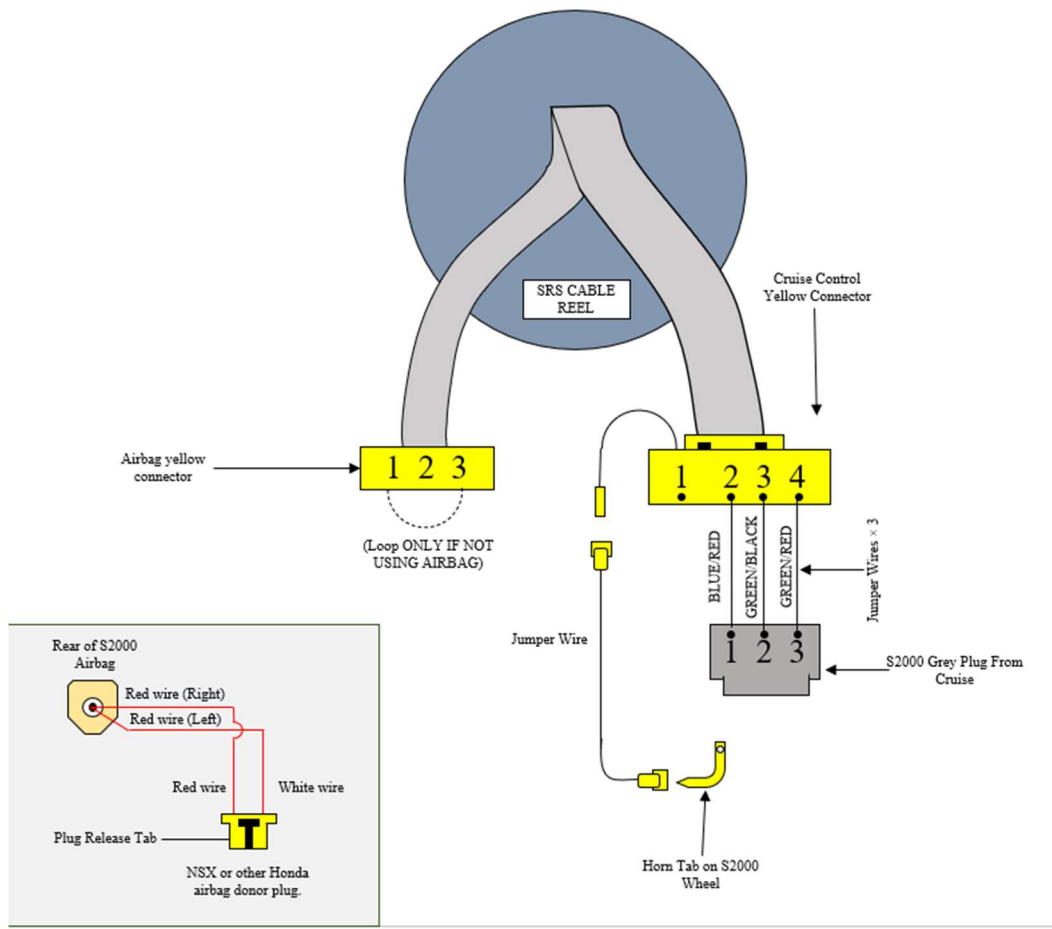 SRS CABLE
REEL
Cruise Control
Yellow Connector
Airbag yellow
connector
1 2 3
(Loop ONLY IF NOT
USING AIRBAG)
1 2 3 4
BLUE/RED
GREEN/BLACK
GREEN/RED
Jumper Wires × 3
1 2 3
S2000 Grey Plug From
Cruise
Jumper Wire
Horn Tab on S2000
Wheel
Rear of S2000
Airbag
Red wire (Right)
Red wire (Left)
Red wire
White wire
Plug Release Tab
NSX or other Honda
airbag donor plug.